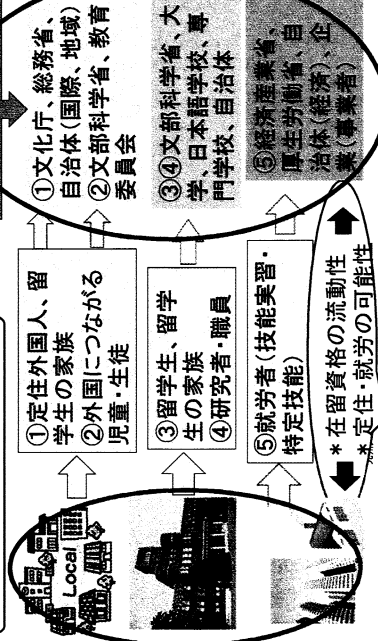 Local
①定住外国人、留
学生の家族
②外国につながる
児童・生徒
③留学生、留学
生の家族
④研究者・職員
⑤就労者(技能実習・
特定技能)
①文化庁、総務省、
自治体(国際、地域)
②文部科学省、教育
委員会
③④文部科学省、大
学、日本語学校、専
門学校、自治体
⑤経済産業省、
厚生労働省、自
治体(経済)、企
業(事業者)
*在留資格の流動性
*定住・就労の可能性